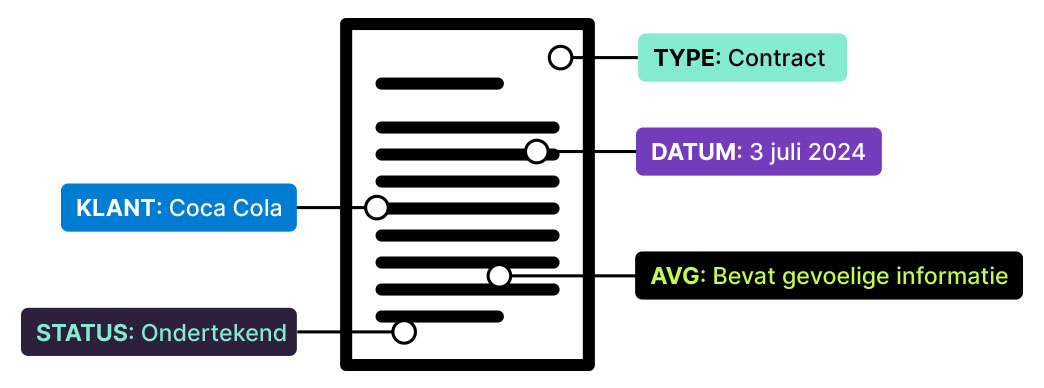 TYPE: Contract
DATUM: 3 juli 2024
KLANT: Coca Cola
AVG: Bevat gevoelige informatie
STATUS: Ondertekend